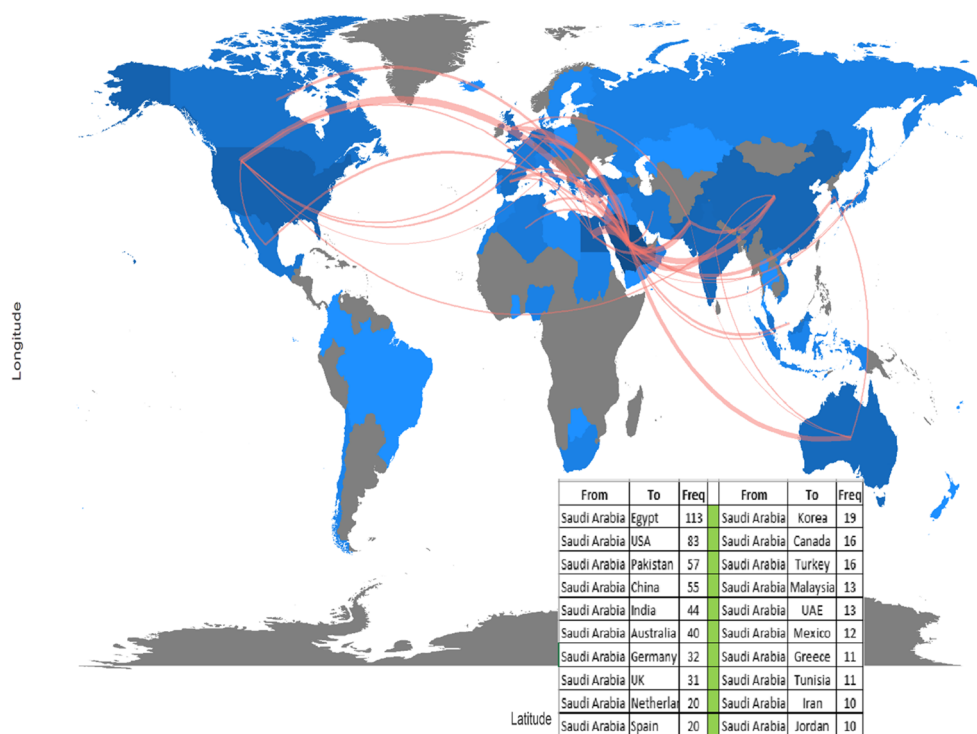 Longitude
From To Freq From To Freq
Saudi Arabia Egypt 113 Saudi Arabia Korea 19
Saudi Arabia USA 83 Saudi Arabia Canada 16
Saudi Arabia Pakistan 57 Saudi Arabia Turkey 16
Saudi Arabia China 55 Saudi Arabia Malaysia 13
Saudi Arabia India 44 Saudi Arabia UAE 13
Saudi Arabia Australia 40 Saudi Arabia Mexico 12
Saudi Arabia Germany 32 Saudi Arabia Greece 11
Saudi Arabia UK 31 Saudi Arabia Tunisia 11
Saudi Arabia Netherlar 20 Saudi Arabia Iran 10
Saudi Arabia Spain 20 Saudi Arabia Jordan 10
Latitude